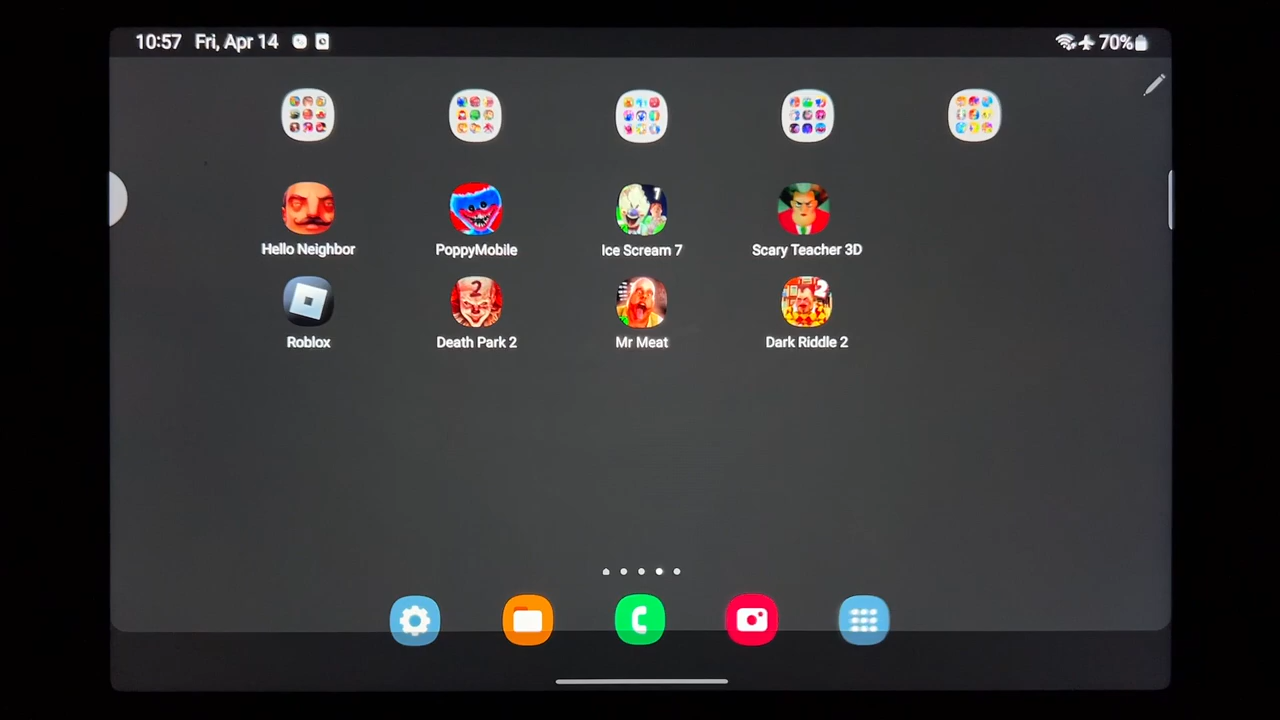 10:57 Fri, Apr 14 70%
Hello Neighbor PoppyMobile Ice Scream 7 Scary Teacher 3D
Roblox Death Park 2 Mr Meat Dark Riddle 2